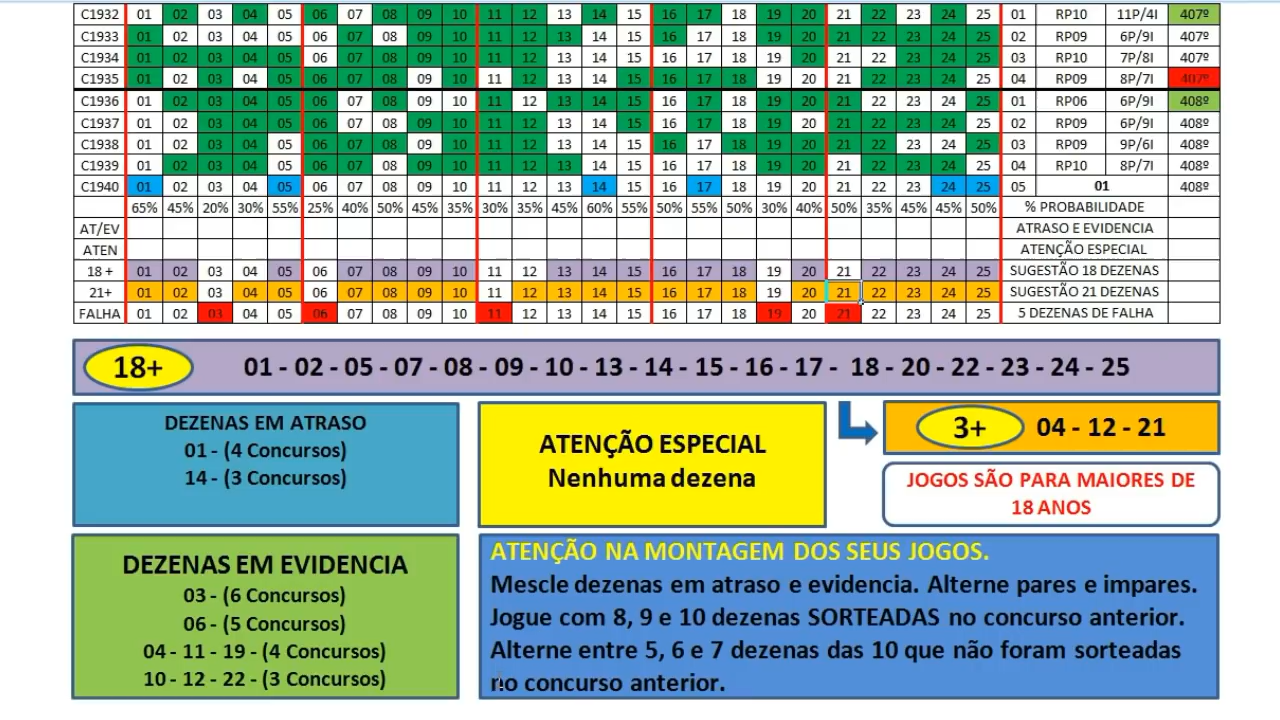 C1932 01 02 03 04 05 06 07 08 09 10 11 12 13 14 15 16 17 18 19 20 21 22 23 24 25 01 RP10 11P/4I 407º
C1933 01 02 03 04 05 06 07 08 09 10 11 12 13 14 15 16 17 18 19 20 21 22 23 24 25 02 RP09 6P/9I 407º
C1934 01 02 03 04 05 06 07 08 09 10 11 12 13 14 15 16 17 18 19 20 21 22 23 24 25 03 RP10 7P/8I 407º
C1935 01 02 03 04 05 06 07 08 09 10 11 12 13 14 15 16 17 18 19 20 21 22 23 24 25 04 RP09 8P/7I 407º
C1936 01 02 03 04 05 06 07 08 09 10 11 12 13 14 15 16 17 18 19 20 21 22 23 24 25 01 RP06 6P/9I 408º
C1937 01 02 03 04 05 06 07 08 09 10 11 12 13 14 15 16 17 18 19 20 21 22 23 24 25 02 RP09 6P/9I 408º
C1938 01 02 03 04 05 06 07 08 09 10 11 12 13 14 15 16 17 18 19 20 21 22 23 24 25 03 RP09 9P/6I 408º
C1939 01 02 03 04 05 06 07 08 09 10 11 12 13 14 15 16 17 18 19 20 21 22 23 24 25 04 RP10 8P/7I 408º
C1940 01 02 03 04 05 06 07 08 09 10 11 12 13 14 15 16 17 18 19 20 21 22 23 24 25 05 01 408º
65% 45% 20% 30% 55% 25% 40% 50% 45% 35% 30% 35% 45% 60% 55% 50% 55% 50% 30% 40% 50% 35% 45% 45% 50% % PROBABILIDADE
AT/EV ATRASO E EVIDENCIA
ATEN ATENÇÃO ESPECIAL
18 + 01 02 03 04 05 06 07 08 09 10 11 12 13 14 15 16 17 18 19 20 21 22 23 24 25 SUGESTÃO 18 DEZENAS
21+ 01 02 03 04 05 06 07 08 09 10 11 12 13 14 15 16 17 18 19 20 21 22 23 24 25 SUGESTÃO 21 DEZENAS
FALHA 01 02 03 04 05 06 07 08 09 10 11 12 13 14 15 16 17 18 19 20 21 22 23 24 25 5 DEZENAS DE FALHA
18+ 01 - 02 - 05 - 07 - 08 - 09 - 10 - 13 - 14 - 15 - 16 - 17 - 18 - 20 - 22 - 23 - 24 - 25
DEZENAS EM ATRASO
01 - (4 Concursos)
14 - (3 Concursos)
ATENÇÃO ESPECIAL
Nenhuma dezena
3+ 04 - 12 - 21
JOGOS SÃO PARA MAIORES DE
18 ANOS
DEZENAS EM EVIDENCIA
03 - (6 Concursos)
06 - (5 Concursos)
04 - 11 - 19 - (4 Concursos)
10 - 12 - 22 - (3 Concursos)
ATENÇÃO NA MONTAGEM DOS SEUS JOGOS.
Mescle dezenas em atraso e evidencia. Alterne pares e impares.
Jogue com 8, 9 e 10 dezenas SORTEADAS no concurso anterior.
Alterne entre 5, 6 e 7 dezenas das 10 que não foram sorteadas
no concurso anterior.